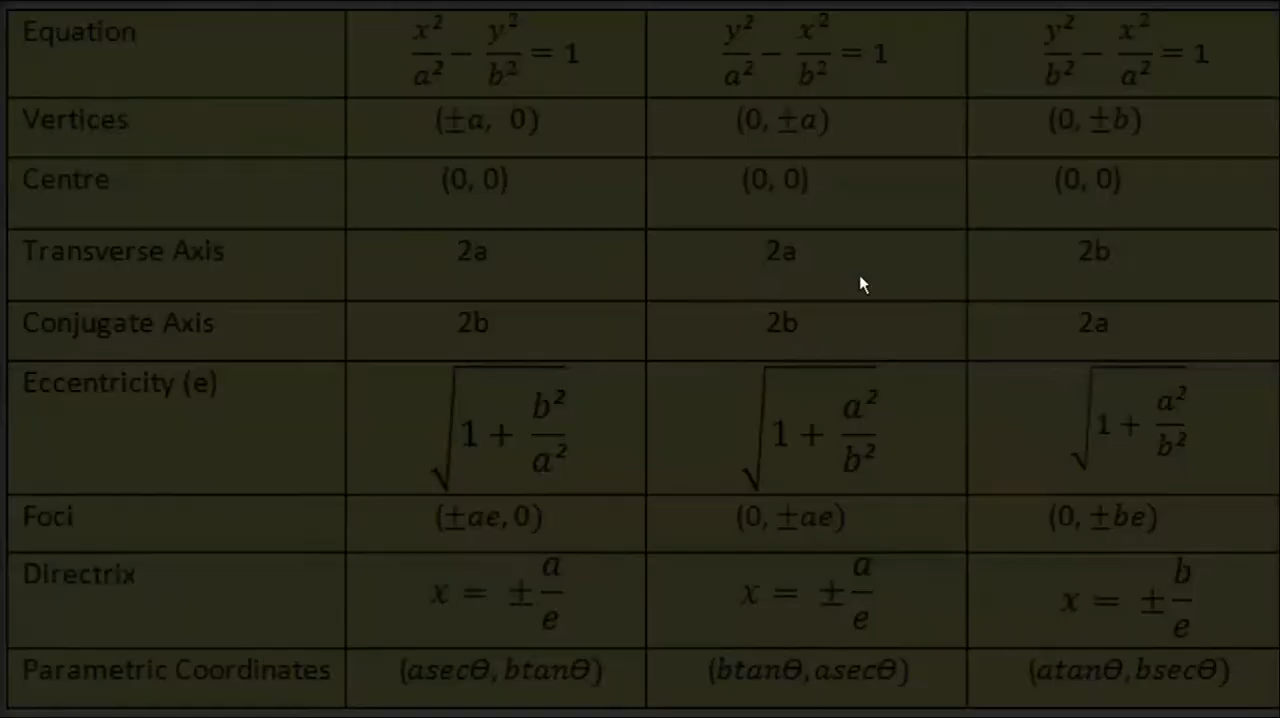 Equation x²/a² − y²/b² = 1 y²/a² − x²/b² = 1 y²/b² − x²/a² = 1
Vertices (±a, 0) (0, ±a) (0, ±b)
Centre (0, 0) (0, 0) (0, 0)
Transverse Axis 2a 2a 2b
Conjugate Axis 2b 2b 2a
Eccentricity (e) √(1 + b²/a²) √(1 + a²/b²) √(1 + a²/b²)
Foci (±ae, 0) (0, ±ae) (0, ±be)
Directrix x = ± a/e x = ± a/e x = ± b/e
Parametric Coordinates (asecθ, btanθ) (btanθ, asecθ) (atanθ, bsecθ)